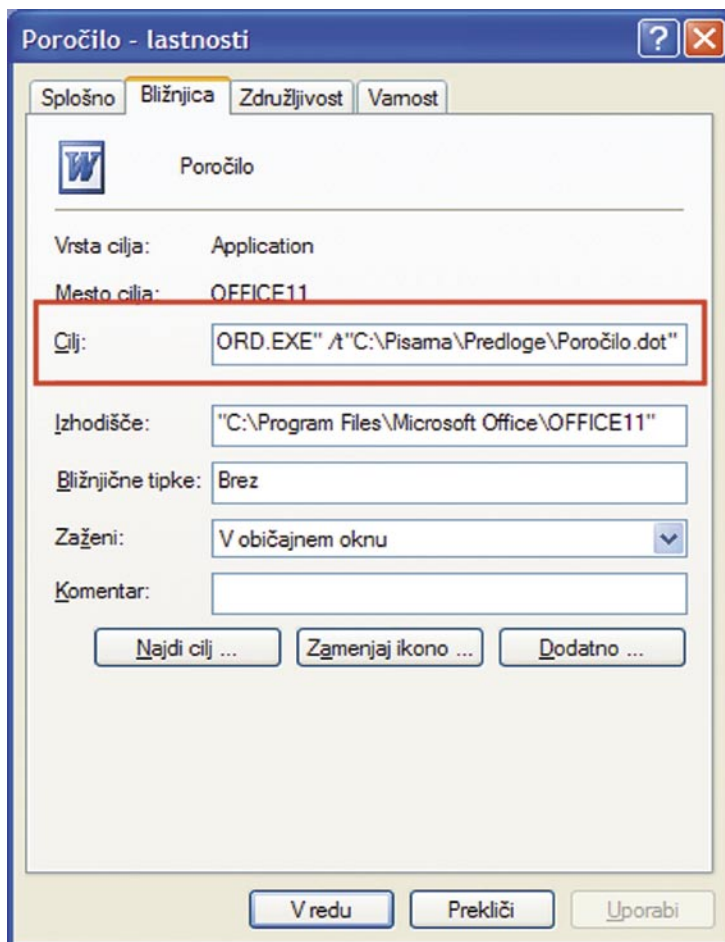 Poročilo - lastnosti
Splošno Bližnjica Združljivost Varnost
Poročilo
Vrsta cilja: Application
Mesto cilja: OFFICE11
Cilj: ORD.EXE" /t"C:\Pisarna\Predloge\Poročilo.dot"
Izhodišče: "C:\Program Files\Microsoft Office\OFFICE11"
Bližnjične tipke: Brez
Zaženi: V običajnem oknu
Komentar:
Najdi cilj ... Zamenjaj ikono ... Dodatno ...
V redu Prekliči Uporabi